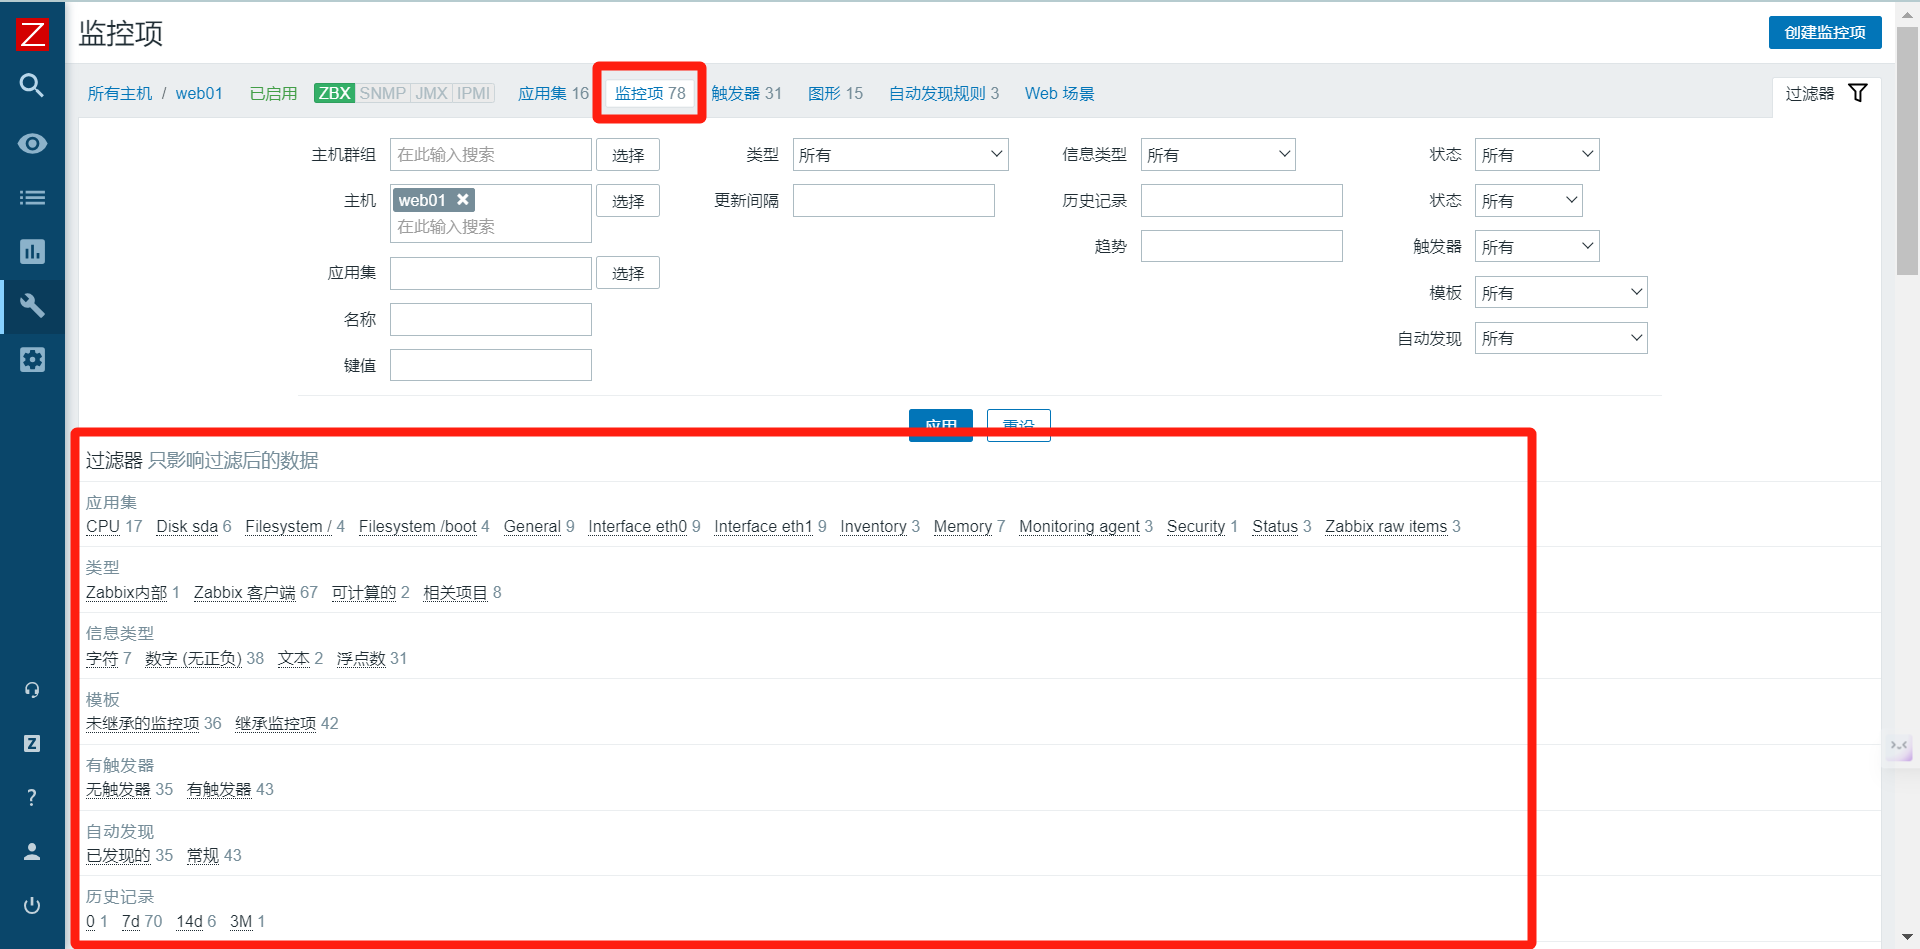 Z
监控项
创建监控项
所有主机 / web01 已启用 ZBX SNMP JMX IPMI 应用集 16 监控项 78 触发器 31 图形 15 自动发现规则 3 Web 场景 过滤器
主机群组 在此输入搜索 选择 类型 所有 信息类型 所有 状态 所有
主机 web01 选择 更新间隔 历史记录 状态 所有
在此输入搜索
趋势 触发器 所有
应用集 选择
模板 所有
名称
自动发现 所有
键值
应用 重设
过滤器 只影响过滤后的数据
应用集
CPU 17 Disk sda 6 Filesystem / 4 Filesystem /boot 4 General 9 Interface eth0 9 Interface eth1 9 Inventory 3 Memory 7 Monitoring agent 3 Security 1 Status 3 Zabbix raw items 3
类型
Zabbix内部 1 Zabbix 客户端 67 可计算的 2 相关项目 8
信息类型
字符 7 数字 (无正负) 38 文本 2 浮点数 31
模板
未继承的监控项 36 继承监控项 42
有触发器
无触发器 35 有触发器 43
自动发现
已发现的 35 常规 43
历史记录
0 1 7d 70 14d 6 3M 1
Z
?